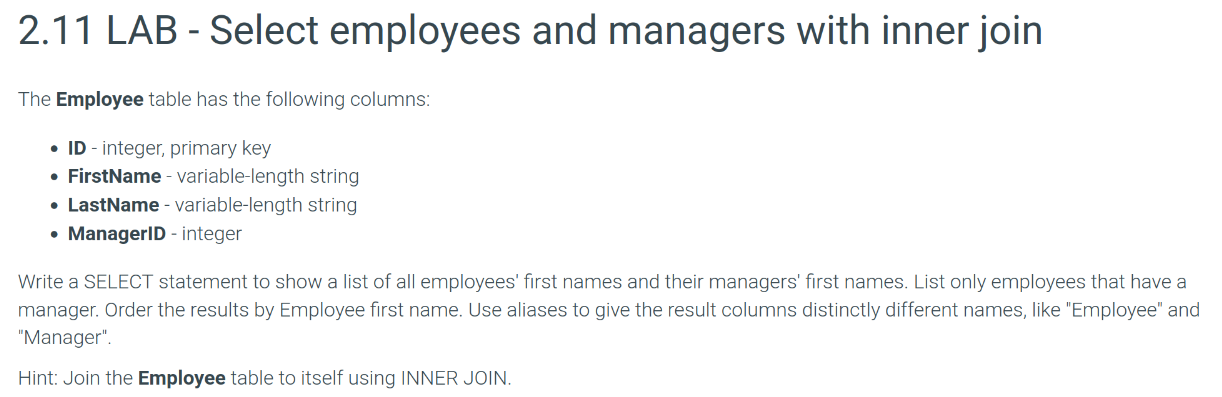 2.11 LAB - Select employees and managers with inner join
The Employee table has the following columns:
• ID - integer, primary key
• FirstName - variable-length string
• LastName - variable-length string
• ManagerID - integer
Write a SELECT statement to show a list of all employees' first names and their managers' first names. List only employees that have a
manager. Order the results by Employee first name. Use aliases to give the result columns distinctly different names, like "Employee" and
"Manager".
Hint: Join the Employee table to itself using INNER JOIN.